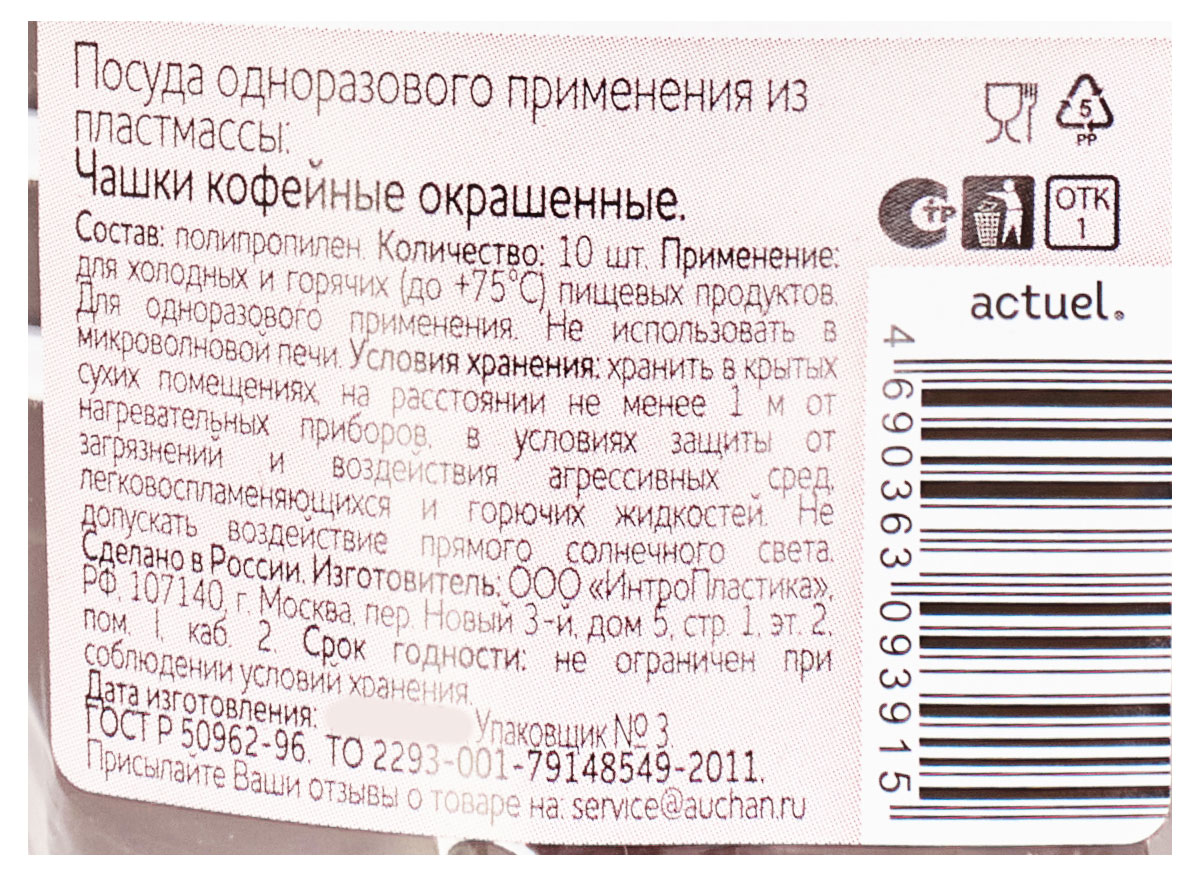 Посуда одноразового применения из
пластмассы:
Чашки кофейные окрашенные.
Состав: полипропилен. Количество: 10 шт. Применение:
для холодных и горячих (до +75°С) пищевых продуктов.
Для одноразового применения. Не использовать в
микроволновой печи. Условия хранения: хранить в крытых
сухих помещениях, на расстоянии не менее 1 м от
нагревательных приборов, в условиях защиты от
загрязнений и воздействия агрессивных сред,
легковоспламеняющихся и горючих жидкостей. Не
допускать воздействие прямого солнечного света.
Сделано в России. Изготовитель: ООО «ИнтроПластика»,
РФ, 107140, г. Москва, пер. Новый 3-й, дом 5, стр. 1, эт. 2,
пом. I, каб. 2. Срок годности: не ограничен при
соблюдении условий хранения.
Дата изготовления: Упаковщик № 3.
ГОСТ Р 50962-96. ТО 2293-001-79148549-2011.
Присылайте Ваши отзывы о товаре на: service@auchan.ru
5
PP
СТР
ОТК
1
actuel.
4690363093915